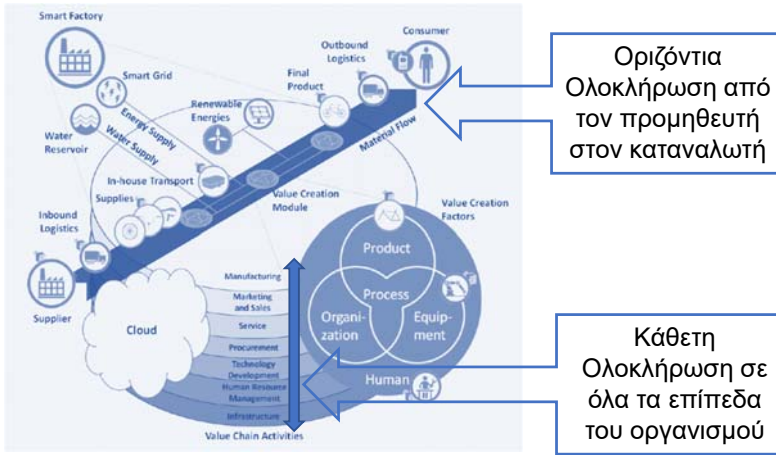 Smart Factory
Consumer
Outbound
Logistics
Smart Grid
Final
Product
Renewable
Energies
Energy Supply
Water
Reservoir
Water Supply
Material Flow
In-house Transport
Supplies
Value Creation
Module
Inbound
Logistics
Value Creation
Factors
Supplier
Cloud
Manufacturing
Marketing
and Sales
Service
Procurement
Technology
Development
Human Resource
Management
Infrastructure
Value Chain Activities
Product
Process
Organi-
zation
Equip-
ment
Human
Οριζόντια
Ολοκλήρωση από
τον προμηθευτή
στον καταναλωτή
Κάθετη
Ολοκλήρωση σε
όλα τα επίπεδα
του οργανισμού